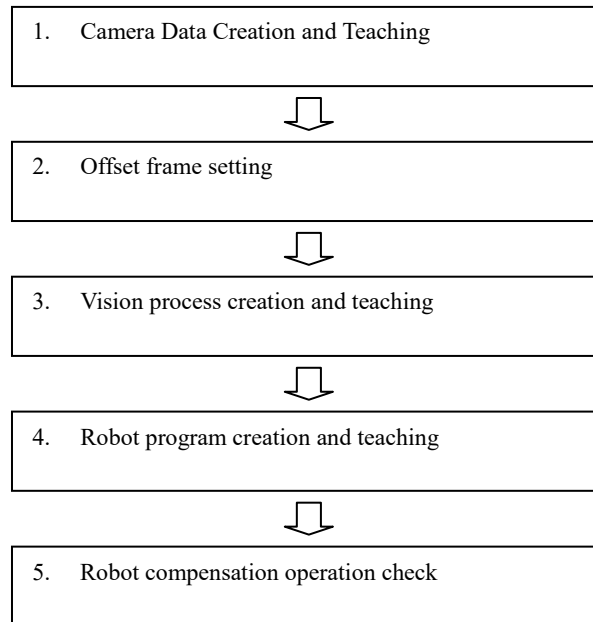 1. Camera Data Creation and Teaching
2. Offset frame setting
3. Vision process creation and teaching
4. Robot program creation and teaching
5. Robot compensation operation check